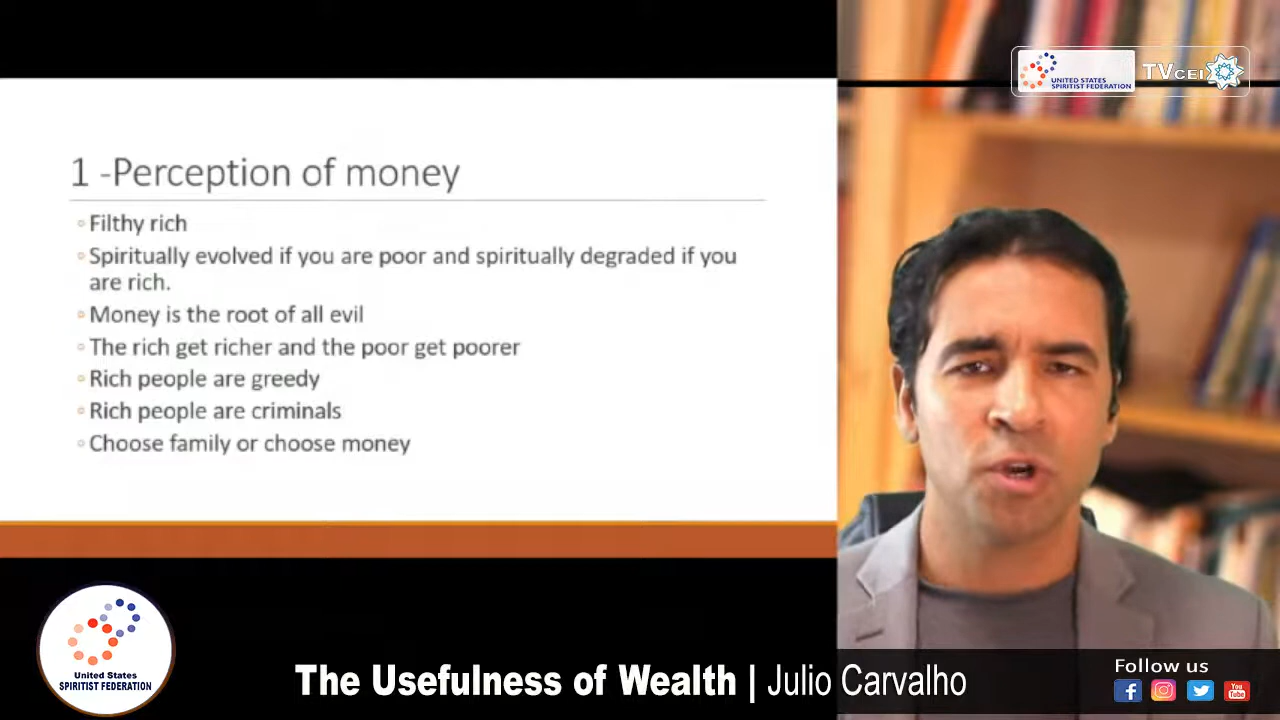 UNITED STATES
SPIRITIST FEDERATION
TVCEI
1 -Perception of money
Filthy rich
Spiritually evolved if you are poor and spiritually degraded if you
are rich.
Money is the root of all evil
The rich get richer and the poor get poorer
Rich people are greedy
Rich people are criminals
Choose family or choose money
United States
SPIRITIST FEDERATION
The Usefulness of Wealth | Julio Carvalho
Follow us
You
Tube